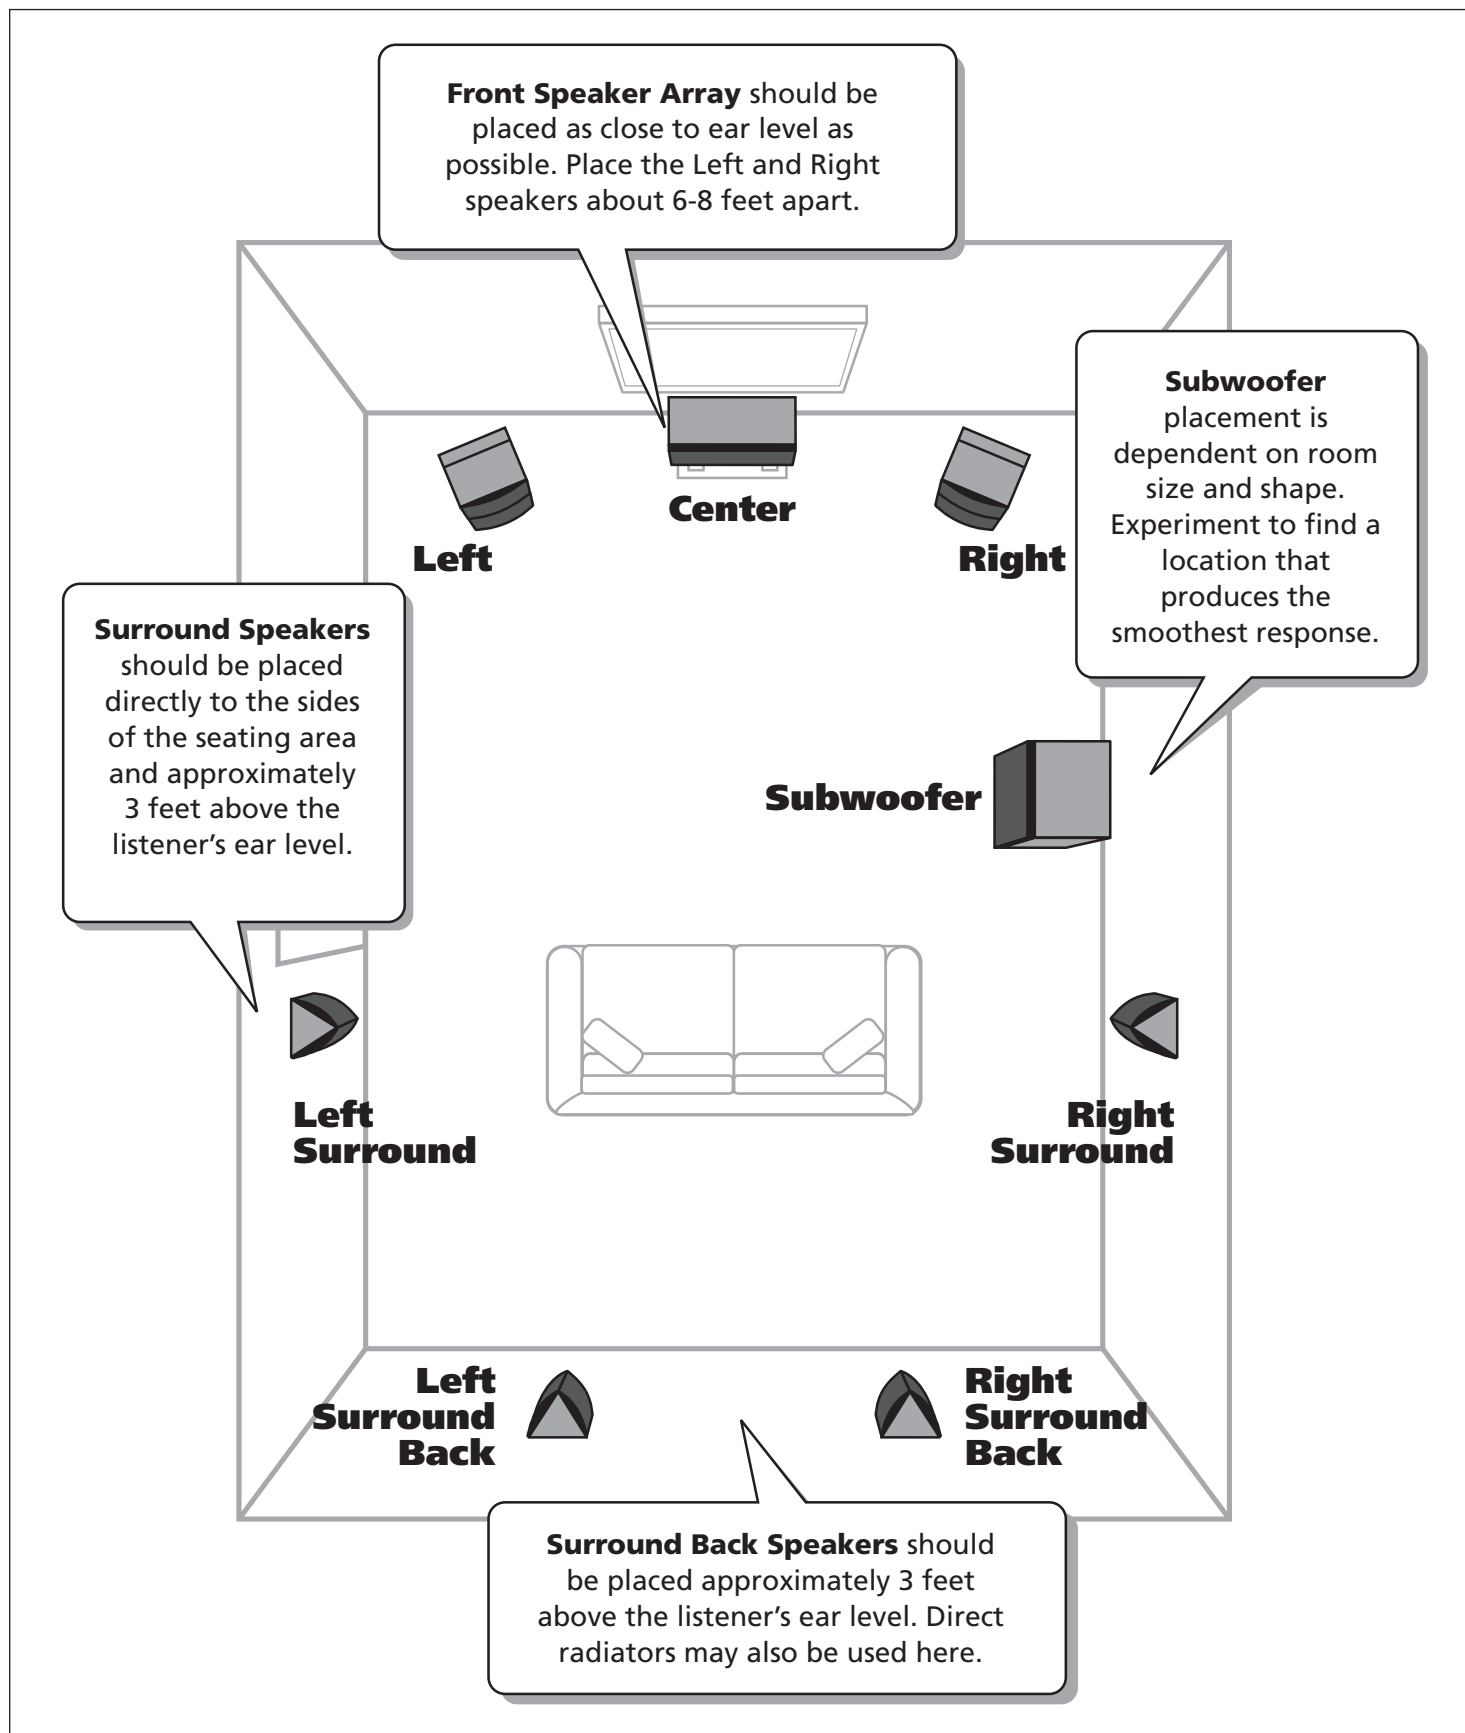 Front Speaker Array should be
placed as close to ear level as
possible. Place the Left and Right
speakers about 6-8 feet apart.
Subwoofer
placement is
dependent on room
size and shape.
Experiment to find a
location that
produces the
smoothest response.
Center
Left
Right
Surround Speakers
should be placed
directly to the sides
of the seating area
and approximately
3 feet above the
listener’s ear level.
Subwoofer
Left
Surround
Right
Surround
Left
Surround
Back
Right
Surround
Back
Surround Back Speakers should
be placed approximately 3 feet
above the listener’s ear level. Direct
radiators may also be used here.